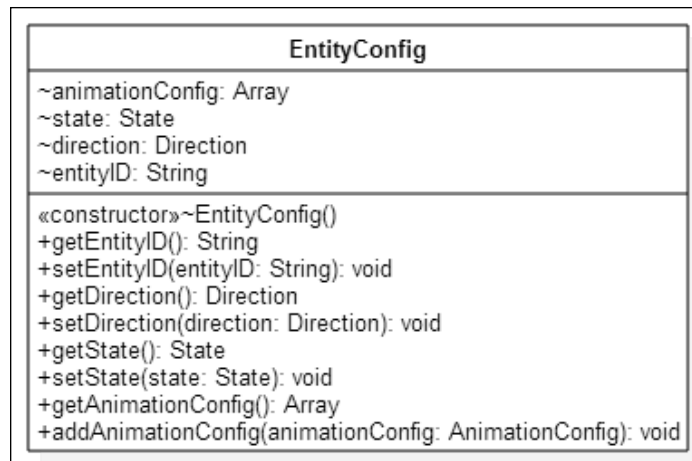 EntityConfig
~animationConfig: Array
~state: State
~direction: Direction
~entityID: String
«constructor»~EntityConfig()
+getEntityID(): String
+setEntityID(entityID: String): void
+getDirection(): Direction
+setDirection(direction: Direction): void
+getState(): State
+setState(state: State): void
+getAnimationConfig(): Array
+addAnimationConfig(animationConfig: AnimationConfig): void